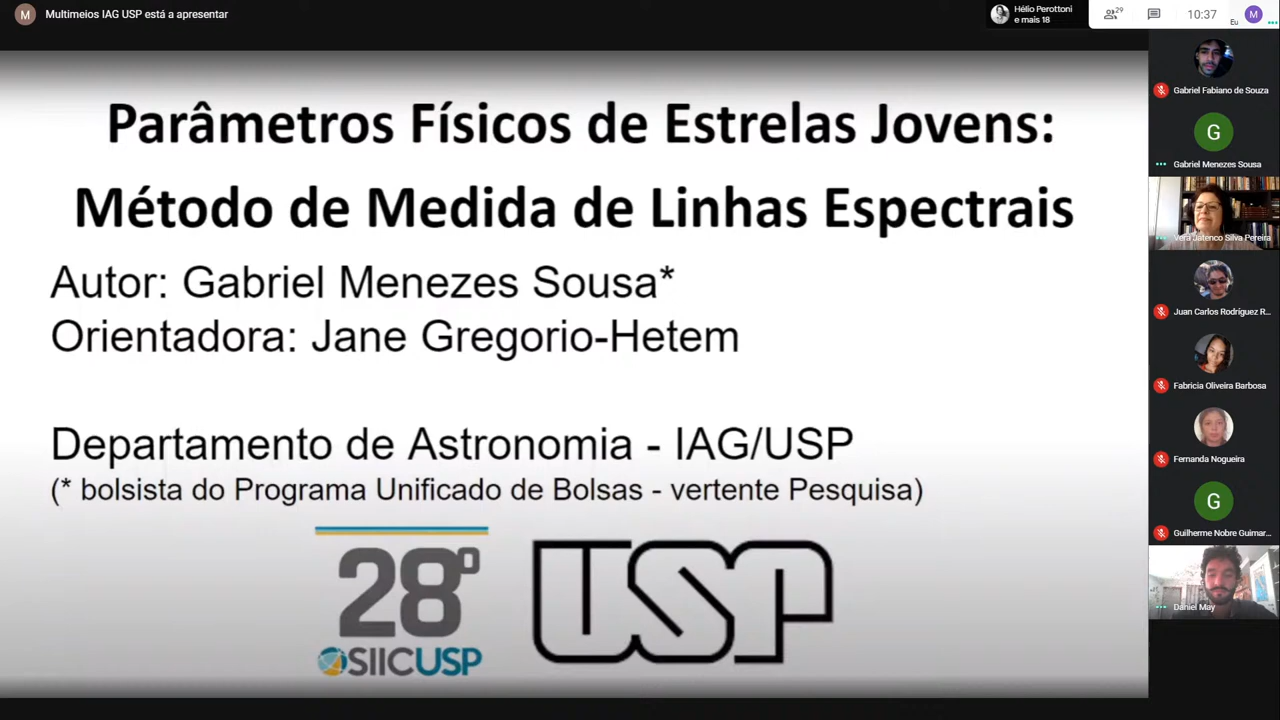 M Multimeios IAG USP está a apresentar
Hélio Perottoni
e mais 18
29
10:37
Eu
M
Parâmetros Físicos de Estrelas Jovens:
Método de Medida de Linhas Espectrais
Autor: Gabriel Menezes Sousa*
Orientadora: Jane Gregorio-Hetem
Departamento de Astronomia - IAG/USP
(* bolsista do Programa Unificado de Bolsas - vertente Pesquisa)
28º
SIICUSP
USP
Gabriel Fabiano de Souza
G
Gabriel Menezes Sousa
Vera Jatenco Silva Pereira
Juan Carlos Rodríguez R...
Fabricia Oliveira Barbosa
Fernanda Nogueira
G
Guilherme Nobre Guimar...
Daniel May